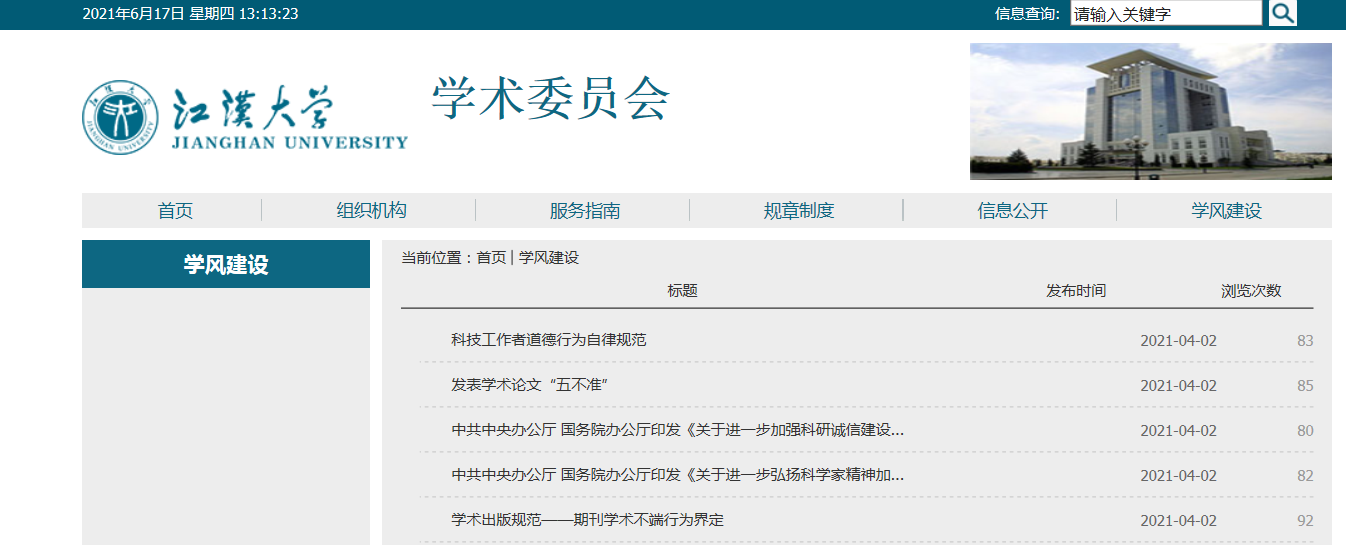 2021年6月17日 星期四 13:13:23
信息查询: 请输入关键字
江漢大学
JIANGHAN UNIVERSITY
学术委员会
首页 组织机构 服务指南 规章制度 信息公开 学风建设
学风建设
当前位置：首页 | 学风建设
标题 发布时间 浏览次数
科技工作者道德行为自律规范 2021-04-02 83
发表学术论文“五不准” 2021-04-02 85
中共中央办公厅 国务院办公厅印发《关于进一步加强科研诚信建设... 2021-04-02 80
中共中央办公厅 国务院办公厅印发《关于进一步弘扬科学家精神加... 2021-04-02 82
学术出版规范——期刊学术不端行为界定 2021-04-02 92